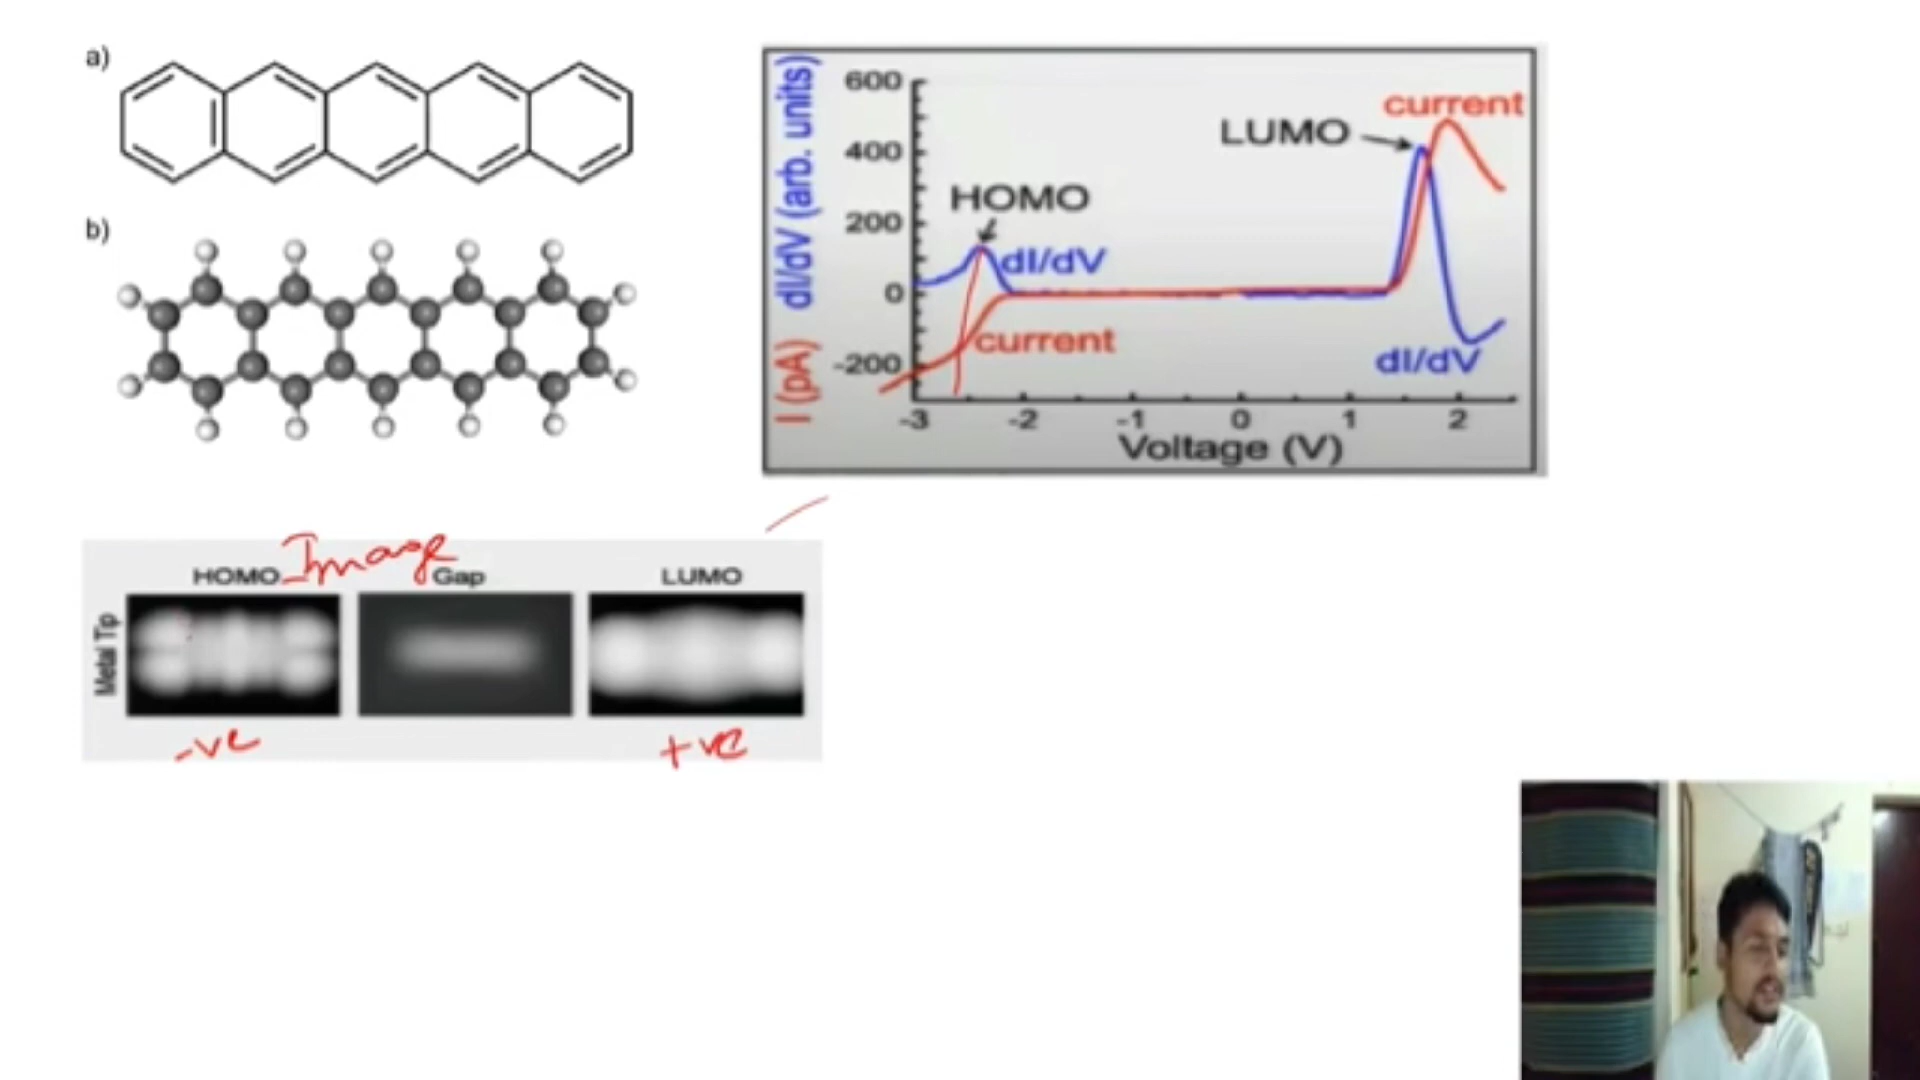 a)
b)
dI/dV (arb. units)
I (pA)
600
400
200
0
-200
HOMO
dI/dV
current
LUMO
current
dI/dV
-3 -2 -1 0 1 2
Voltage (V)
Image
HOMO Gap LUMO
Metal Tip
-ve +ve